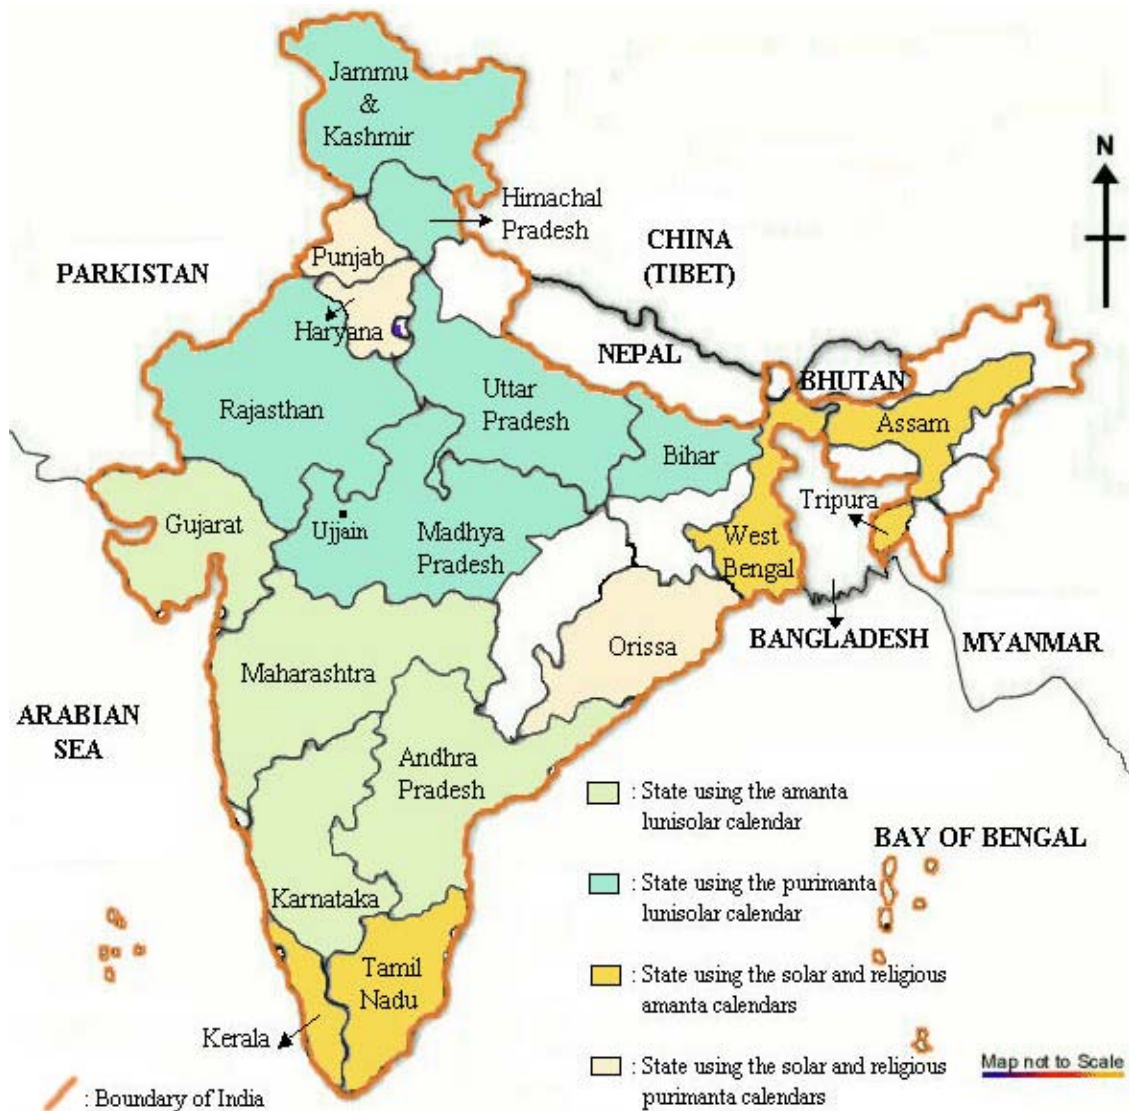 Jammu
&
Kashmir
N
Himachal
Pradesh
CHINA
(TIBET)
Punjab
PARKISTAN
Haryana
NEPAL
BHUTAN
Uttar
Pradesh
Rajasthan
Assam
Bihar
Tripura
Gujarat
Ujjain
Madhya
Pradesh
West
Bengal
BANGLADESH
MYANMAR
Orissa
Maharashtra
ARABIAN
SEA
Andhra
Pradesh
: State using the amanta
lunisolar calendar
BAY OF BENGAL
Karnataka
: State using the purimanta
lunisolar calendar
Tamil
Nadu
: State using the solar and religious
amanta calendars
Kerala
Map not to Scale
: State using the solar and religious
purimanta calendars
: Boundary of India